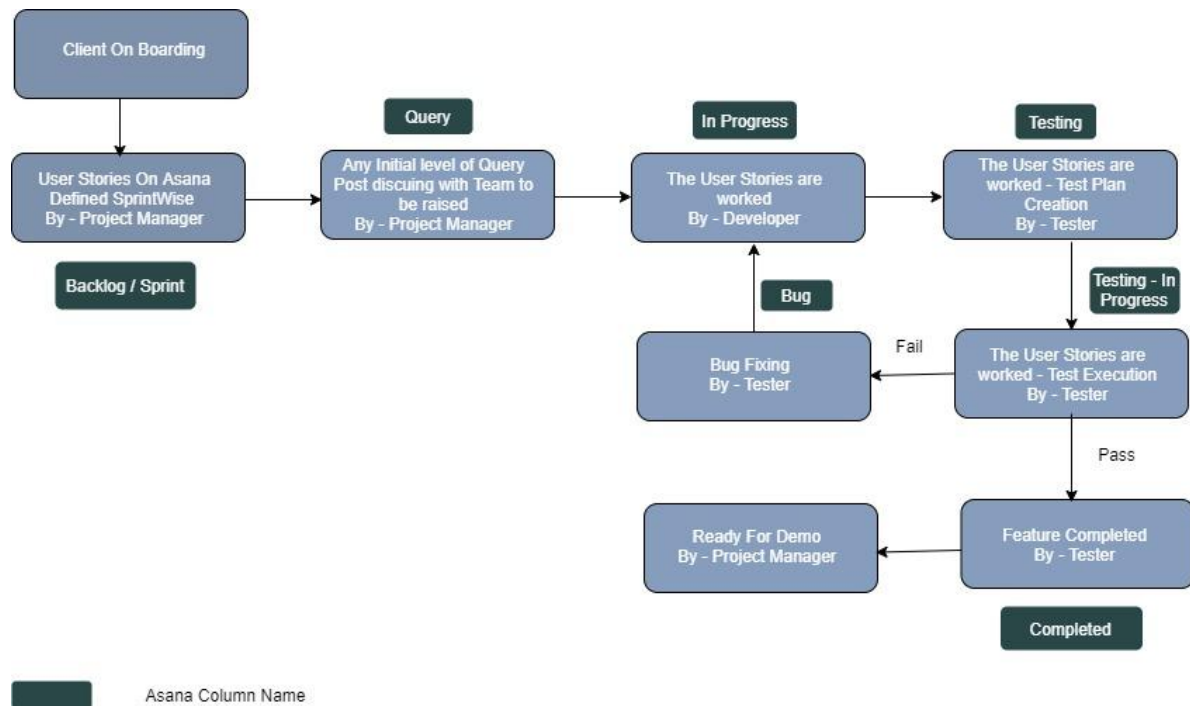 Client On Boarding
Query
In Progress
Testing
User Stories On Asana
Defined SprintWise
By - Project Manager
Any Initial level of Query
Post discuing with Team to
be raised
By - Project Manager
The User Stories are
worked
By - Developer
The User Stories are
worked - Test Plan
Creation
By - Tester
Backlog / Sprint
Bug
Testing - In
Progress
Bug Fixing
By - Tester
Fail
The User Stories are
worked - Test Execution
By - Tester
Pass
Ready For Demo
By - Project Manager
Feature Completed
By - Tester
Completed
Asana Column Name